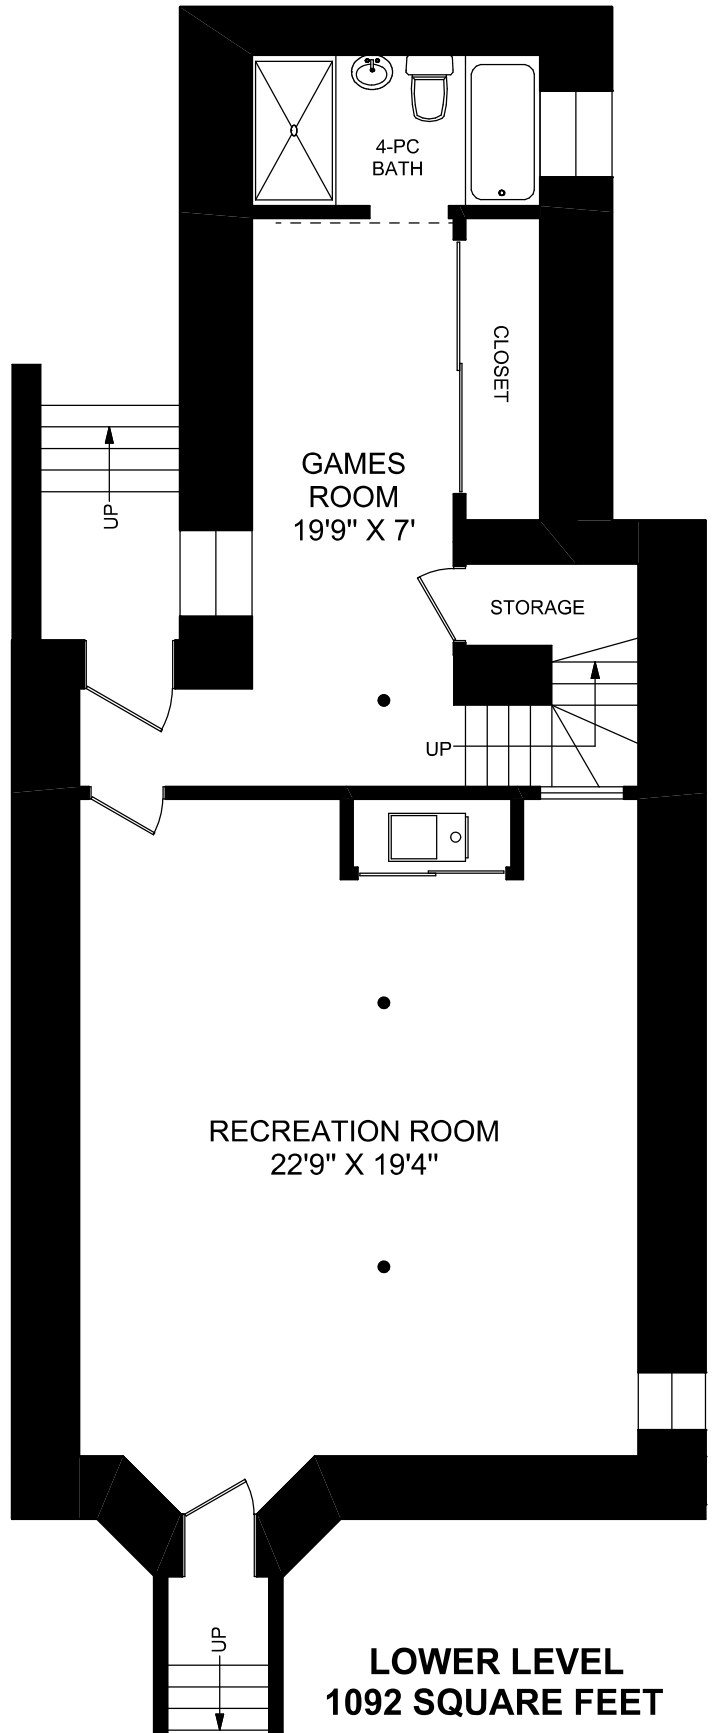 4-PC
BATH
CLOSET
GAMES
ROOM
19'9" X 7'
UP
STORAGE
UP
RECREATION ROOM
22'9" X 19'4"
UP
LOWER LEVEL
1092 SQUARE FEET